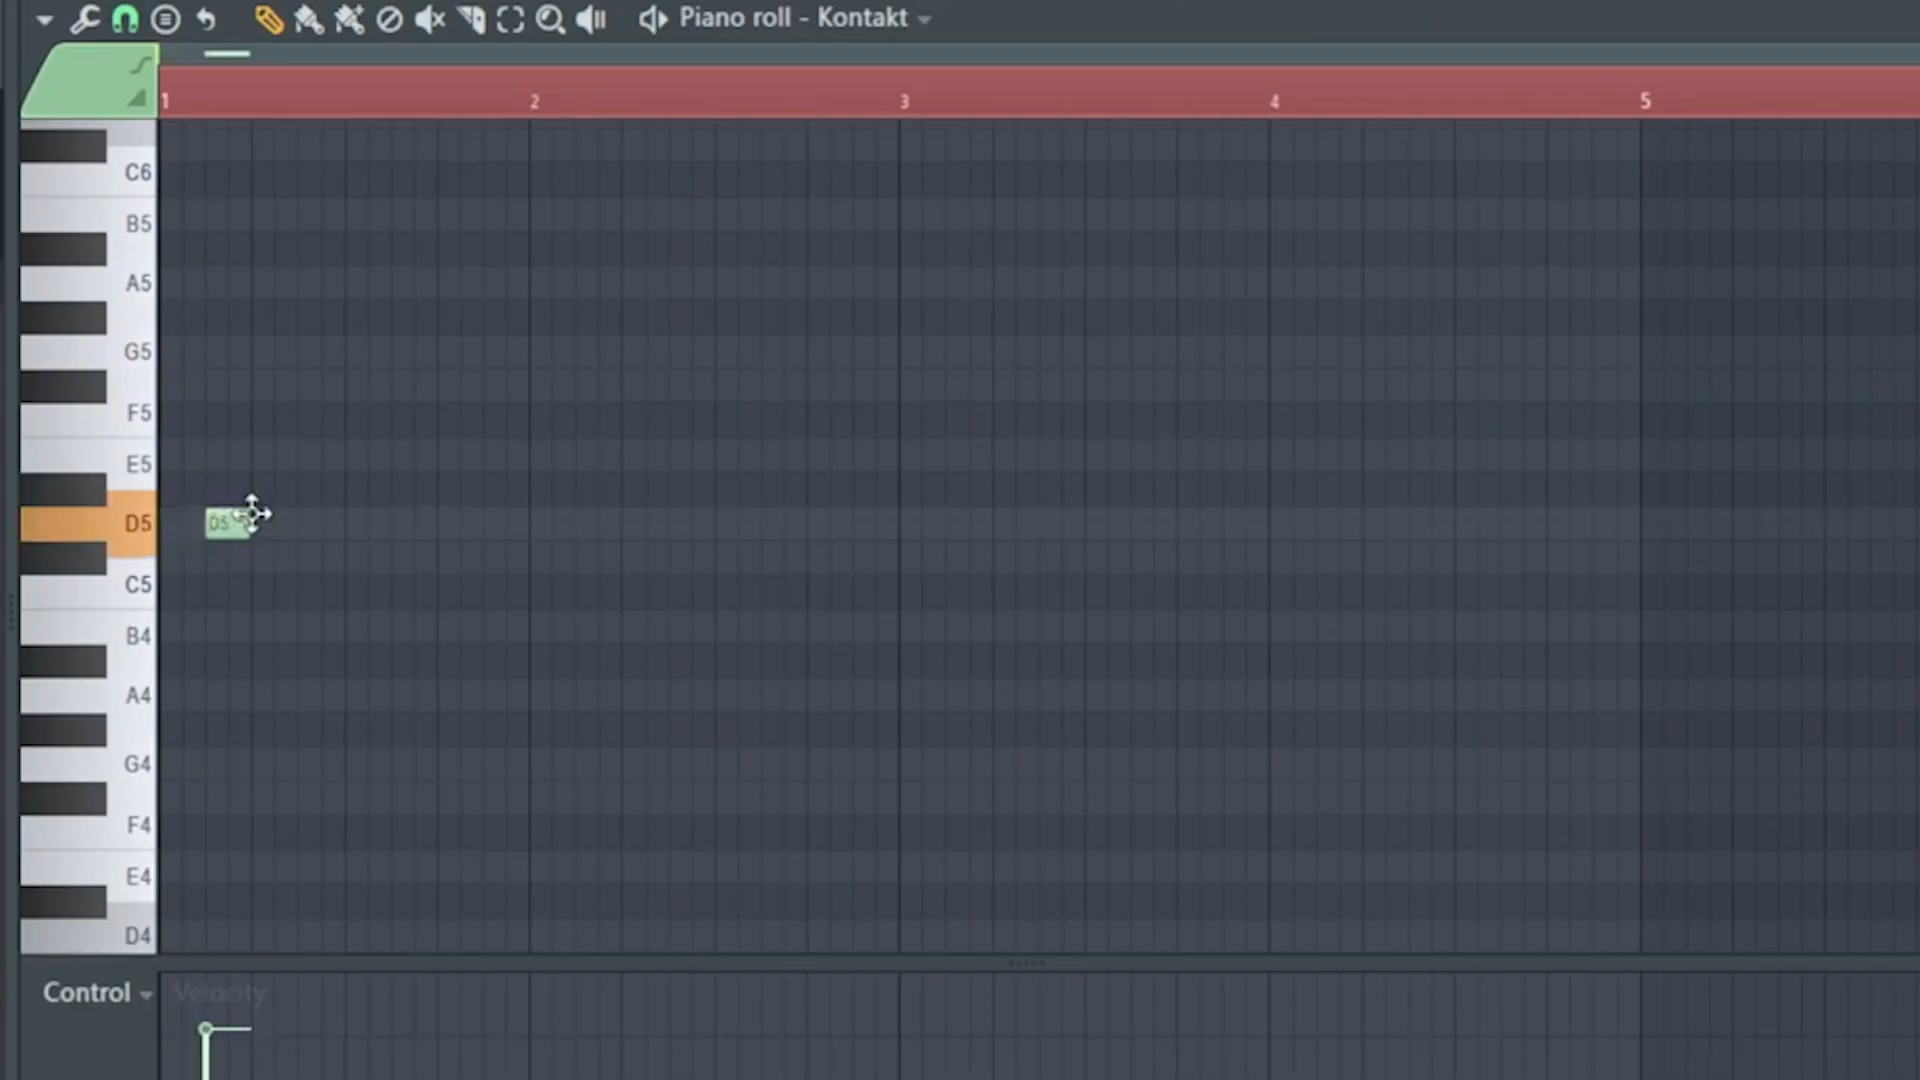 Piano roll - Kontakt
1 2 3 4 5
C6
B5
A5
G5
F5
E5
D5 D5
C5
B4
A4
G4
F4
E4
D4
Control Velocity